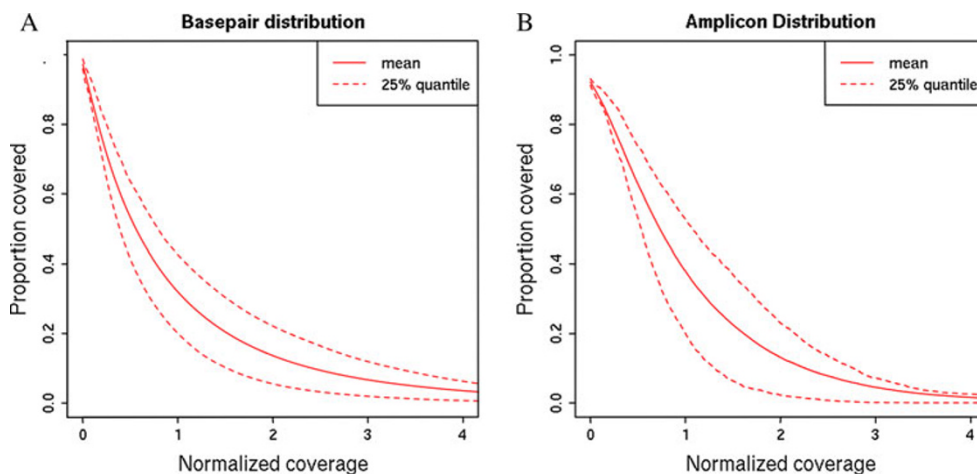 A
Basepair distribution
mean
25% quantile
Proportion covered
0.0
0.2
0.4
0.6
0.8
0
1
2
3
4
Normalized coverage
B
Amplicon Distribution
mean
25% quantile
Proportion covered
0.0
0.2
0.4
0.6
0.8
1.0
0
1
2
3
4
Normalized coverage